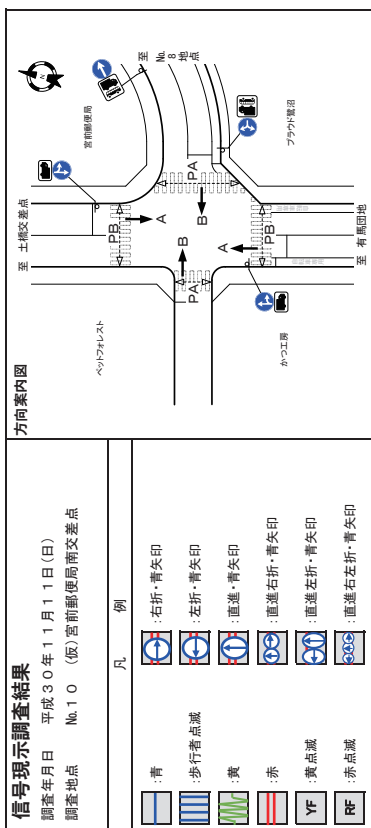 信号現示調査結果
調査年月日 平成30年11月11日(日)
調査地点 №10 (仮)宮前郵便局南交差点
凡 例
:青
:右折・青矢印
:歩行者点滅
:左折・青矢印
:黄
:直進・青矢印
:赤
:直進右折・青矢印
YF
:黄点滅
:直進左折・青矢印
RF
:赤点滅
:直進右左折・青矢印
方向案内図
N
至 土橋交差点
宮前郵便局
至 №8地点
ペットフォレスト
PB
PA
A
B
B
A
PA
PB
かつ工房
プラウド鷺沼
至 有馬団地